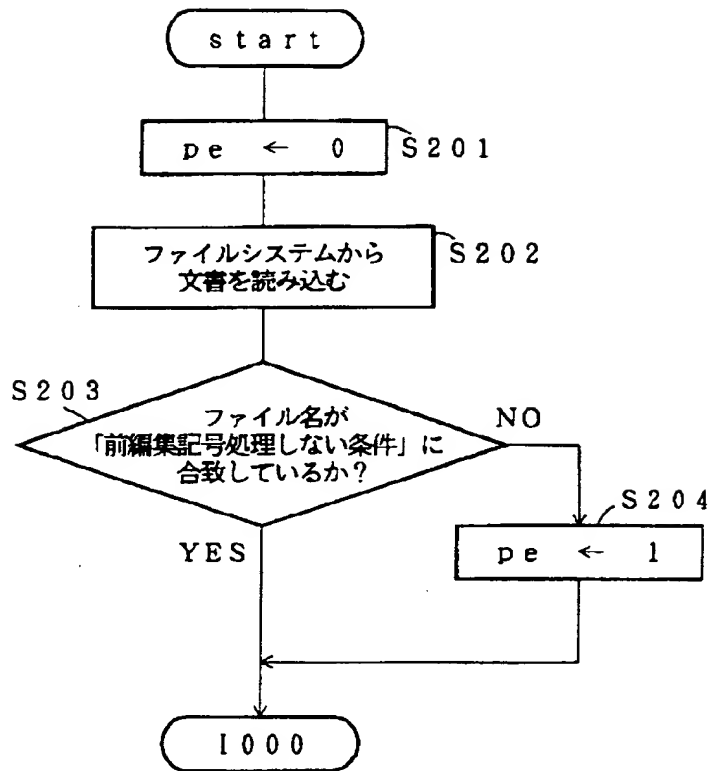 start
pe ← 0
S201
ファイルシステムから
文書を読み込む
S202
S203
ファイル名が
「前編集記号処理しない条件」に
合致しているか?
NO
YES
S204
pe ← 1
I000